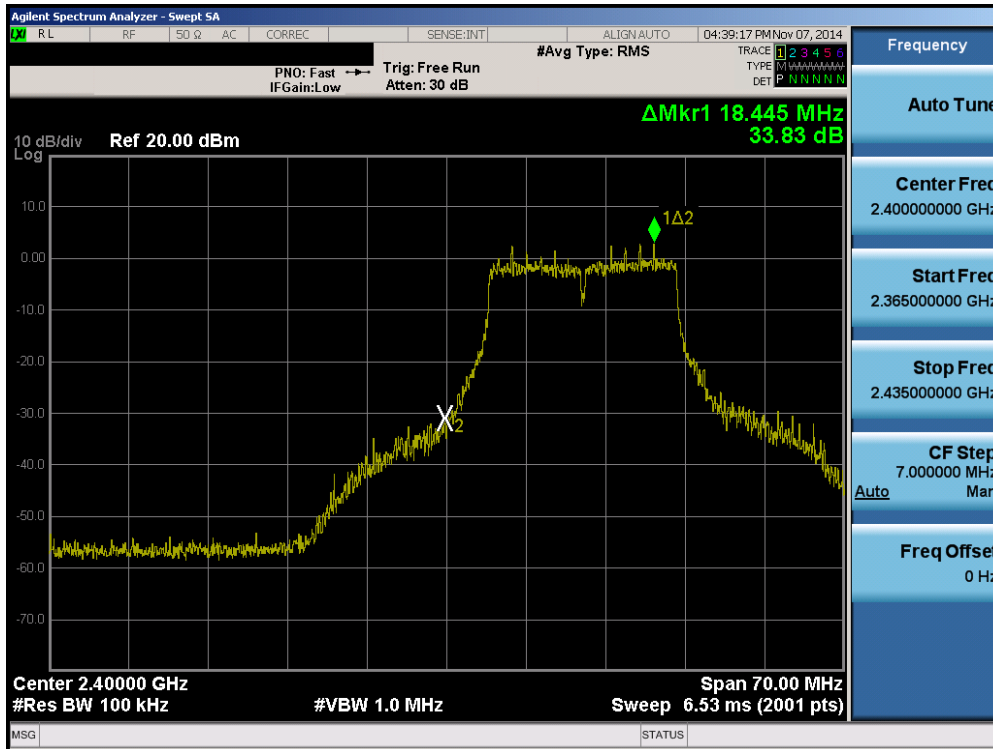 Agilent Spectrum Analyzer - Swept SA
LXI RL RF 50 Ω AC CORREC SENSE:INT ALIGN AUTO 04:39:17 PM Nov 07, 2014
#Avg Type: RMS TRACE 1 2 3 4 5 6
PNO: Fast Trig: Free Run TYPE M WWWWW
IFGain:Low Atten: 30 dB DET P N N N N N
ΔMkr1 18.445 MHz
33.83 dB
10 dB/div Ref 20.00 dBm
Log
10.0
0.00
-10.0
-20.0
-30.0
-40.0
-50.0
-60.0
-70.0
1Δ2
X2
Center 2.40000 GHz Span 70.00 MHz
#Res BW 100 kHz #VBW 1.0 MHz Sweep 6.53 ms (2001 pts)
MSG STATUS
Frequency
Auto Tune
Center Freq
2.400000000 GHz
Start Freq
2.365000000 GHz
Stop Freq
2.435000000 GHz
CF Step
7.000000 MHz
Auto Man
Freq Offset
0 Hz